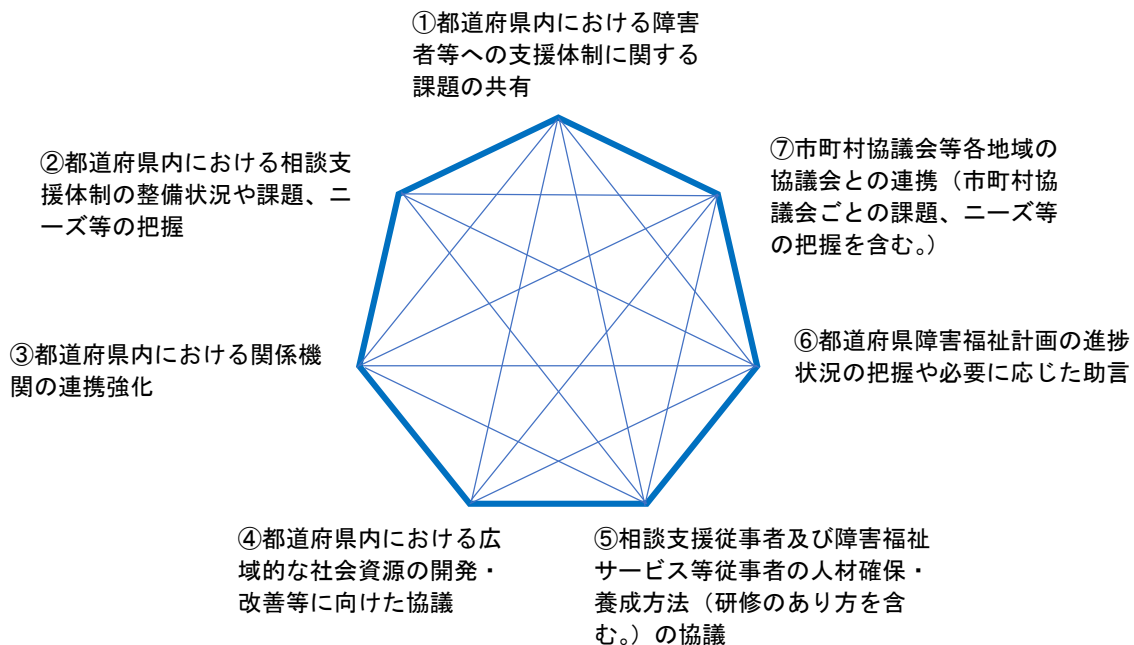 ①都道府県内における障害
者等への支援体制に関する
課題の共有
②都道府県内における相談支
援体制の整備状況や課題、ニ
ーズ等の把握
③都道府県内における関係機
関の連携強化
④都道府県内における広
域的な社会資源の開発・
改善等に向けた協議
⑤相談支援従事者及び障害福祉
サービス等従事者の人材確保・
養成方法（研修のあり方を含
む。）の協議
⑥都道府県障害福祉計画の進捗
状況の把握や必要に応じた助言
⑦市町村協議会等各地域の
協議会との連携（市町村協
議会ごとの課題、ニーズ等
の把握を含む。）